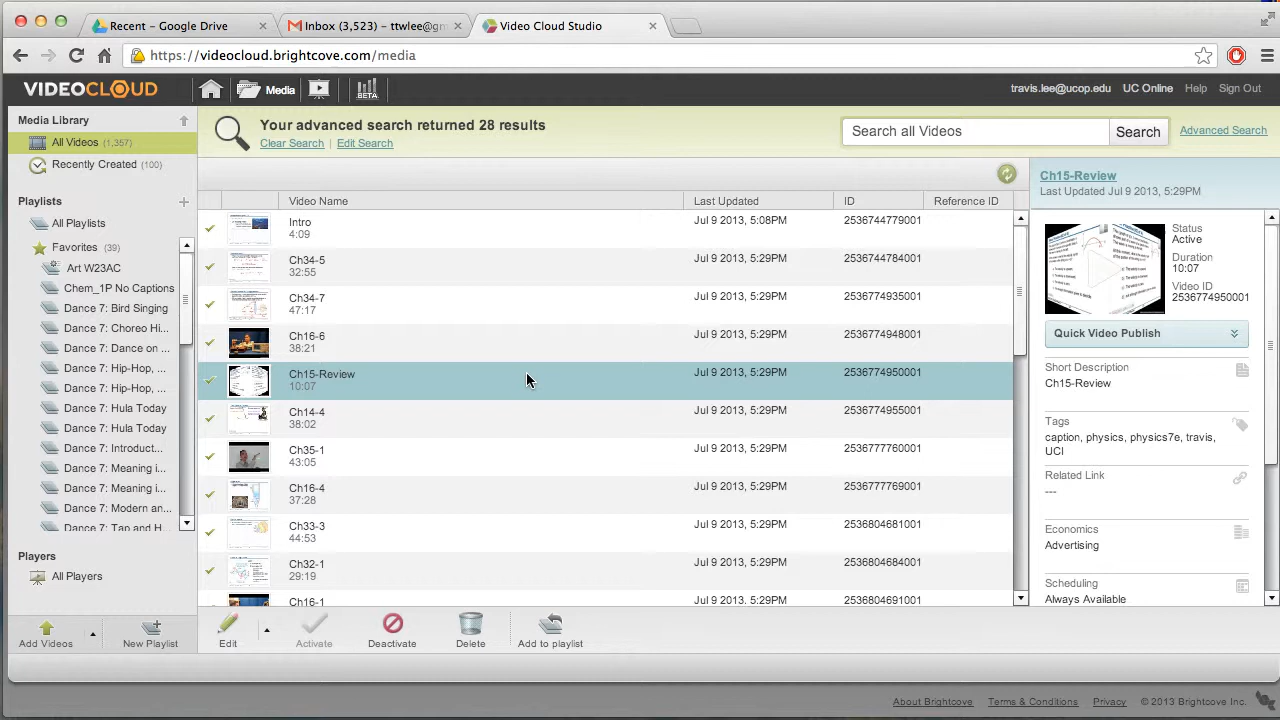 Recent - Google Drive
Inbox (3,523) - ttwlee@gm
Video Cloud Studio
https://videocloud.brightcove.com/media
VIDEOCLOUD
Media
BETA
travis.lee@ucop.edu UC Online Help Sign Out
Media Library
All Videos (1,357)
Recently Created (100)
Playlists
All Playlists
Favorites (39)
Art W23AC
Chem_1P No Captions
Dance 7: Bird Singing
Dance 7: Choreo Hi...
Dance 7: Dance on ...
Dance 7: Hip-Hop, ...
Dance 7: Hip-Hop, ...
Dance 7: Hula Today
Dance 7: Hula Today
Dance 7: Introduct...
Dance 7: Meaning i...
Dance 7: Meaning i...
Dance 7: Modern an...
Dance 7: Tap and H...
Players
All Players
Add Videos
New Playlist
Your advanced search returned 28 results
Clear Search | Edit Search
Search all Videos
Search
Advanced Search
Video Name Last Updated ID Reference ID
Intro Jul 9 2013, 5:08PM 2536744779001
4:09
Ch34-5 Jul 9 2013, 5:29PM 2536744784001
32:55
Ch34-7 Jul 9 2013, 5:29PM 2536774935001
47:17
Ch16-6 Jul 9 2013, 5:29PM 2536774948001
38:21
Ch15-Review Jul 9 2013, 5:29PM 2536774950001
10:07
Ch14-4 Jul 9 2013, 5:29PM 2536774955001
38:02
Ch35-1 Jul 9 2013, 5:29PM 2536777760001
43:05
Ch16-4 Jul 9 2013, 5:29PM 2536777769001
37:28
Ch33-3 Jul 9 2013, 5:29PM 2536804681001
44:53
Ch32-1 Jul 9 2013, 5:29PM 2536804684001
29:19
Ch16-1 Jul 9 2013, 5:29PM 2536804691001
Edit
Activate
Deactivate
Delete
Add to playlist
Ch15-Review
Last Updated Jul 9 2013, 5:29PM
Status
Active
Duration
10:07
Video ID
2536774950001
Quick Video Publish
Short Description
Ch15-Review
Tags
caption, physics, physics7e, travis,
UCI
Related Link
---
Economics
Advertising
Scheduling
Always Available
About Brightcove Terms & Conditions Privacy © 2013 Brightcove Inc.